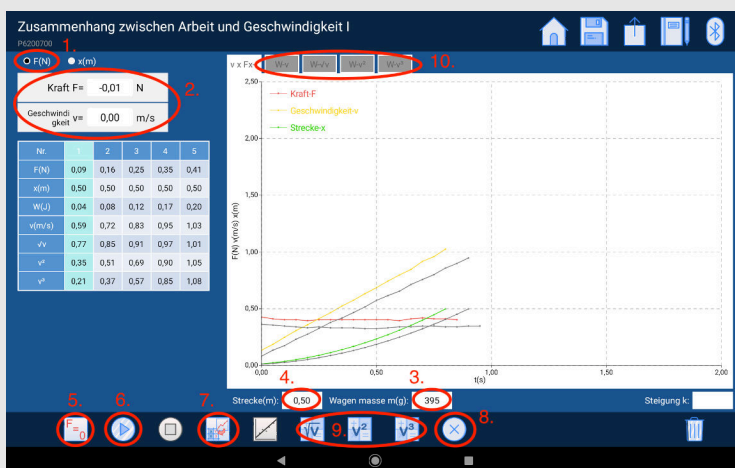 Zusammenhang zwischen Arbeit und Geschwindigkeit I
P6200700
1.
F(N) x(m)
2.
Kraft F= -0,01 N
Geschwindi
gkeit v= 0,00 m/s
Nr. 1 2 3 4 5
F(N) 0,09 0,16 0,25 0,35 0,41
x(m) 0,50 0,50 0,50 0,50 0,50
W(J) 0,04 0,08 0,12 0,17 0,20
v(m/s) 0,59 0,72 0,83 0,95 1,03
√v 0,77 0,85 0,91 0,97 1,01
v² 0,35 0,51 0,69 0,90 1,05
v³ 0,21 0,37 0,57 0,85 1,08
v x Fx- W-v W-√v W-v² W-v³ 10.
2,50
Kraft-F
Geschwindigkeit-v
Strecke-x
2,00
1,50
1,00
0,50
0,00
F(N) v(m/s) x(m)
0,00 0,50 1,00 1,50 2,00
t(s)
4. 3.
Strecke(m): 0,50 Wagen masse m(g): 395 Steigung k:
5. 6. 7. 8.
F=0 √v 9. v² v³